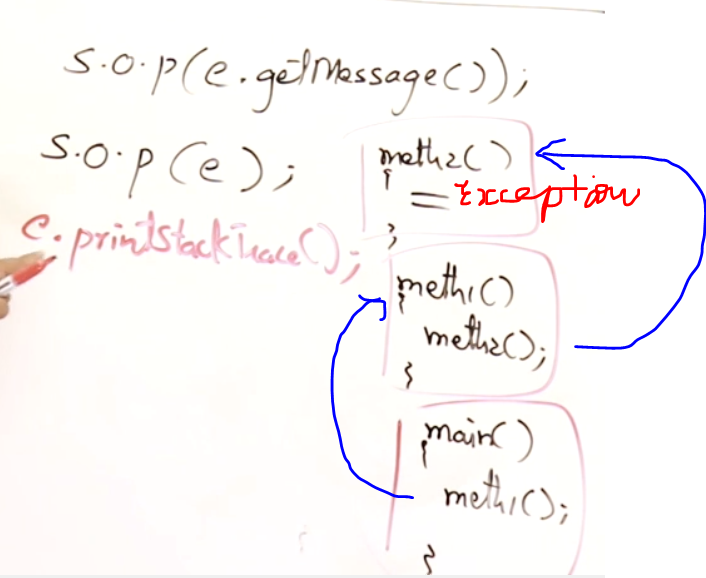 S.O.P(e.getMessage());
S.O.P(e);
e.printStackTrace();
meth2()
{
= Exception
}
meth1()
{
meth2();
}
main()
{
meth1();
}